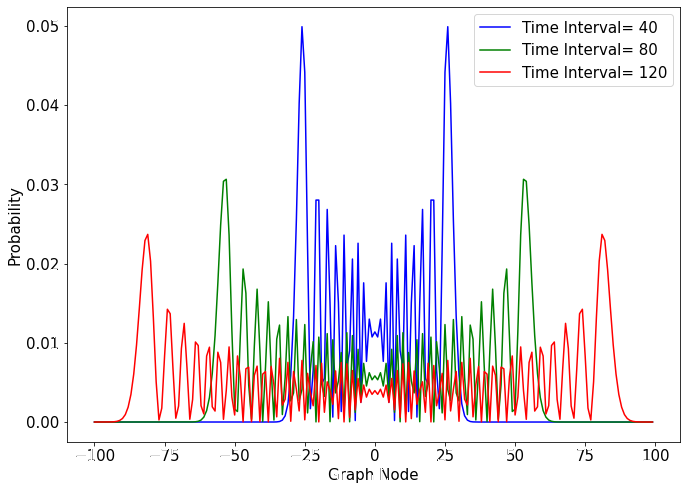 0.05
0.04
0.03
0.02
0.01
0.00
Probability
Time Interval= 40
Time Interval= 80
Time Interval= 120
−100 −75 −50 −25 0 25 50 75 100
Graph Node